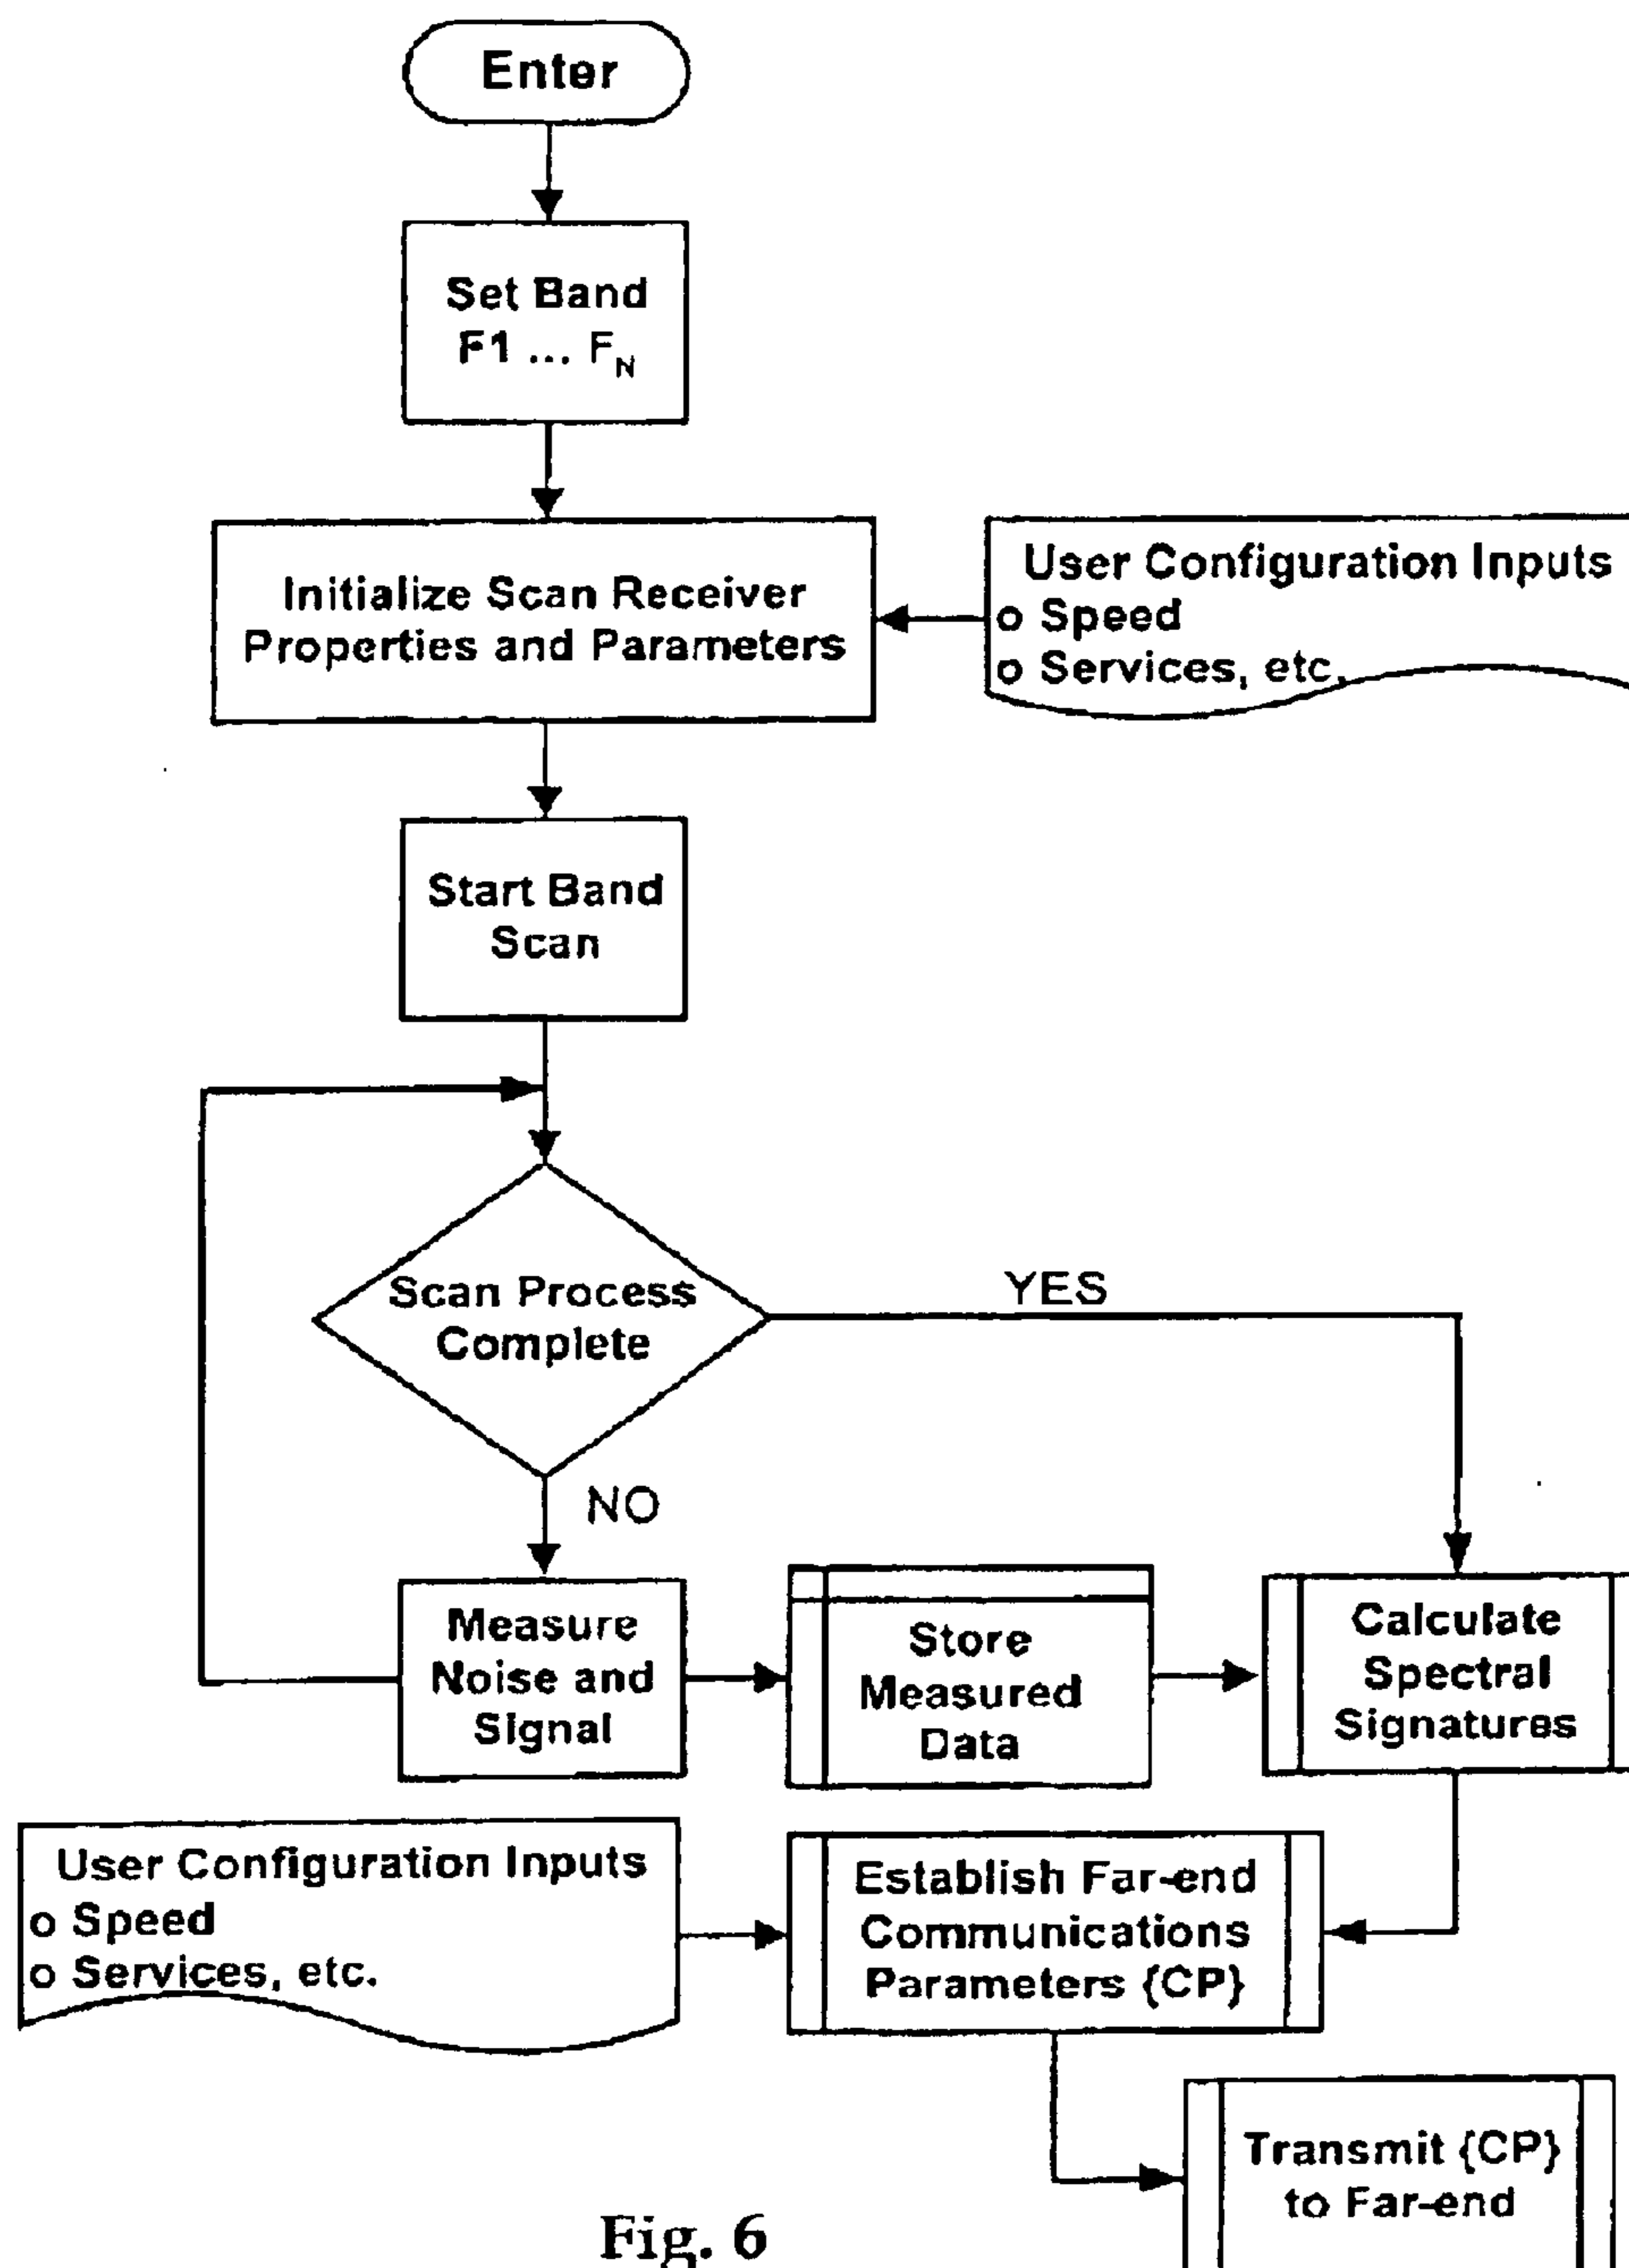 Enter
Set Band
F1 ... FN
Initialize Scan Receiver
Properties and Parameters
User Configuration Inputs
o Speed
o Services, etc.
Start Band
Scan
Scan Process
Complete
YES
NO
Measure
Noise and
Signal
Store
Measured
Data
Calculate
Spectral
Signatures
User Configuration Inputs
o Speed
o Services, etc.
Establish Far-end
Communications
Parameters {CP}
Transmit {CP}
to Far-end
Fig. 6